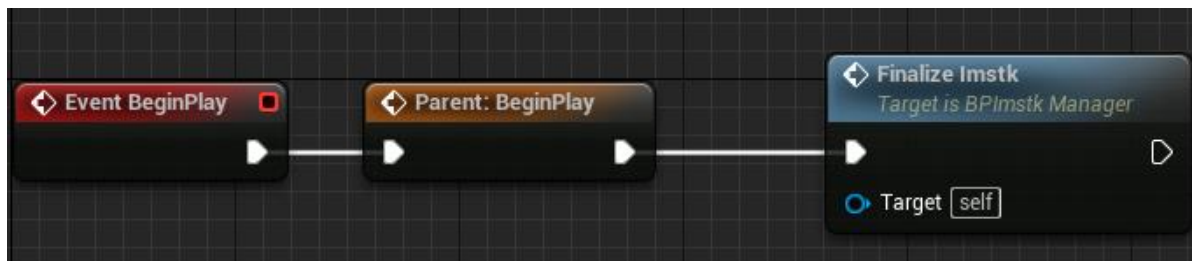 Event BeginPlay
Parent: BeginPlay
Finalize Imstk
Target is BPImstk Manager
Target self